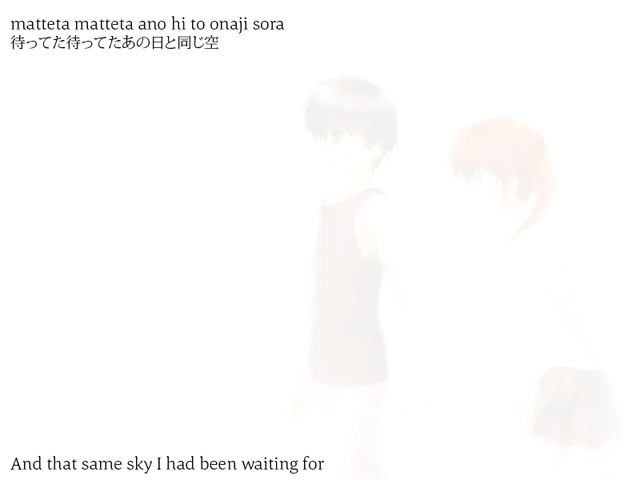 matteta matteta ano hi to onaji sora
待ってた待ってたあの日と同じ空
And that same sky I had been waiting for